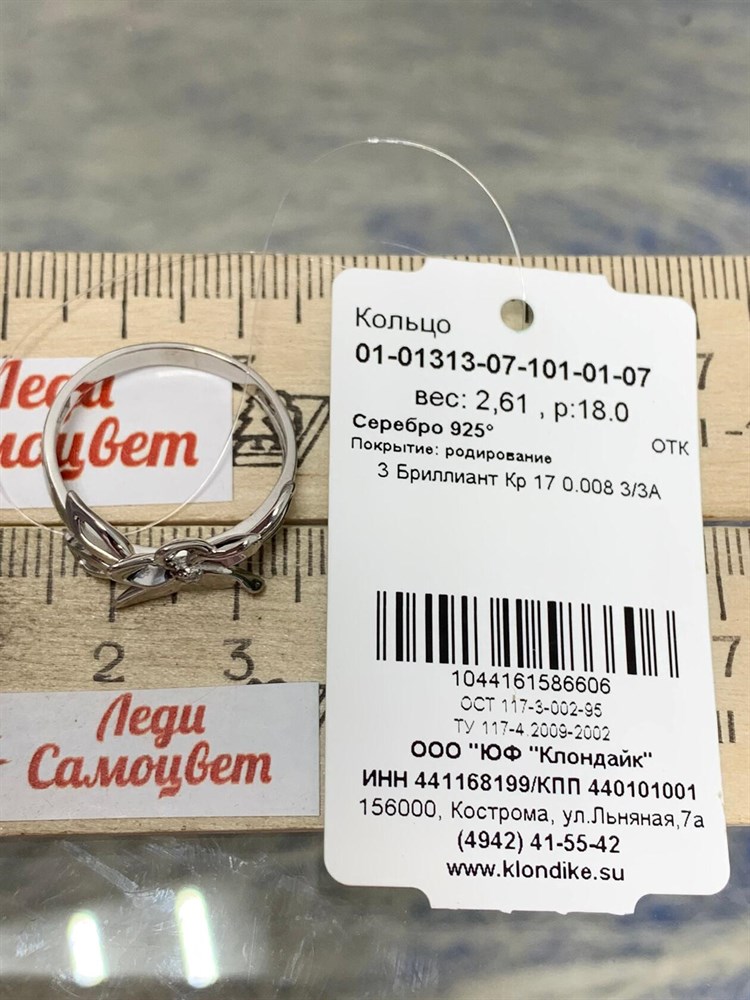 Леди
Самоцвет
2
3
Леди
Самоцвет
Кольцо
01-01313-07-101-01-07
вес: 2,61 , р:18.0
Серебро 925°
ОТК
Покрытие: родирование
3 Бриллиант Кр 17 0.008 3/3А
1044161586606
ОСТ 117-3-002-95
ТУ 117-4.2009-2002
ООО "ЮФ "Клондайк"
ИНН 441168199/КПП 440101001
156000, Кострома, ул.Льняная,7а
(4942) 41-55-42
www.klondike.su
7
7